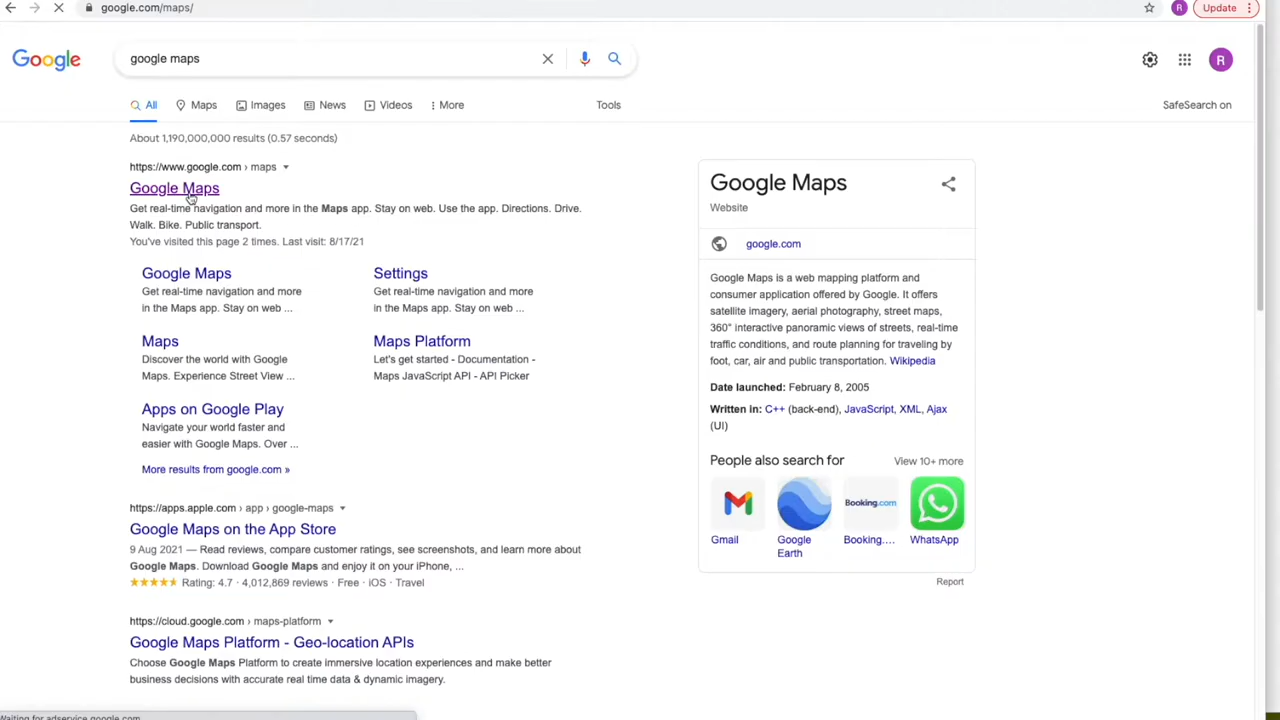 google.com/maps/
Update
Google
google maps
R
All
Maps
Images
News
Videos
More
Tools
SafeSearch on
About 1,190,000,000 results (0.57 seconds)
https://www.google.com › maps
Google Maps
Get real-time navigation and more in the Maps app. Stay on web. Use the app. Directions. Drive.
Walk. Bike. Public transport.
You've visited this page 2 times. Last visit: 8/17/21
Google Maps
Get real-time navigation and more
in the Maps app. Stay on web ...
Settings
Get real-time navigation and more
in the Maps app. Stay on web ...
Maps
Discover the world with Google
Maps. Experience Street View ...
Maps Platform
Let's get started - Documentation -
Maps JavaScript API - API Picker
Apps on Google Play
Navigate your world faster and
easier with Google Maps. Over ...
More results from google.com »
https://apps.apple.com › app › google-maps
Google Maps on the App Store
9 Aug 2021 — Read reviews, compare customer ratings, see screenshots, and learn more about
Google Maps. Download Google Maps and enjoy it on your iPhone, ...
Rating: 4.7 · 4,012,869 reviews · Free · iOS · Travel
https://cloud.google.com › maps-platform
Google Maps Platform - Geo-location APIs
Choose Google Maps Platform to create immersive location experiences and make better
business decisions with accurate real time data & dynamic imagery.
Google Maps
Website
google.com
Google Maps is a web mapping platform and
consumer application offered by Google. It offers
satellite imagery, aerial photography, street maps,
360° interactive panoramic views of streets, real-time
traffic conditions, and route planning for traveling by
foot, car, air and public transportation. Wikipedia
Date launched: February 8, 2005
Written in: C++ (back-end), JavaScript, XML, Ajax
(UI)
People also search for
View 10+ more
Booking.com
Gmail
Google
Earth
Booking....
WhatsApp
Report
Waiting for adservice.google.com